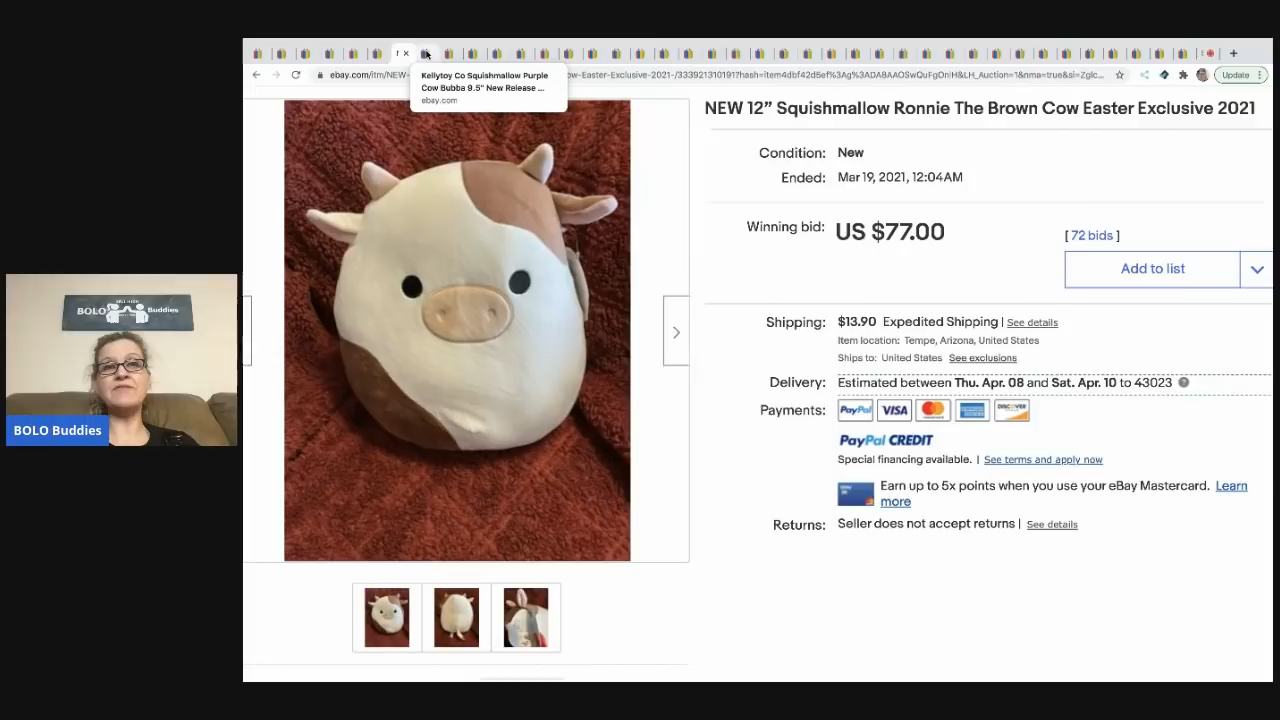 Kellytoy Co Squishmallow Purple
Cow Bubba 9.5" New Release ...
ebay.com
Update
NEW 12” Squishmallow Ronnie The Brown Cow Easter Exclusive 2021
Condition: New
Ended: Mar 19, 2021, 12:04AM
Winning bid: US $77.00
[ 72 bids ]
Add to list
Shipping: $13.90 Expedited Shipping | See details
Item location: Tempe, Arizona, United States
Ships to: United States See exclusions
Delivery: Estimated between Thu. Apr. 08 and Sat. Apr. 10 to 43023
Payments: PayPal VISA
PayPal CREDIT
Special financing available. | See terms and apply now
Earn up to 5x points when you use your eBay Mastercard. Learn
more
Returns: Seller does not accept returns | See details
BOLO Buddies
BOLO Buddies